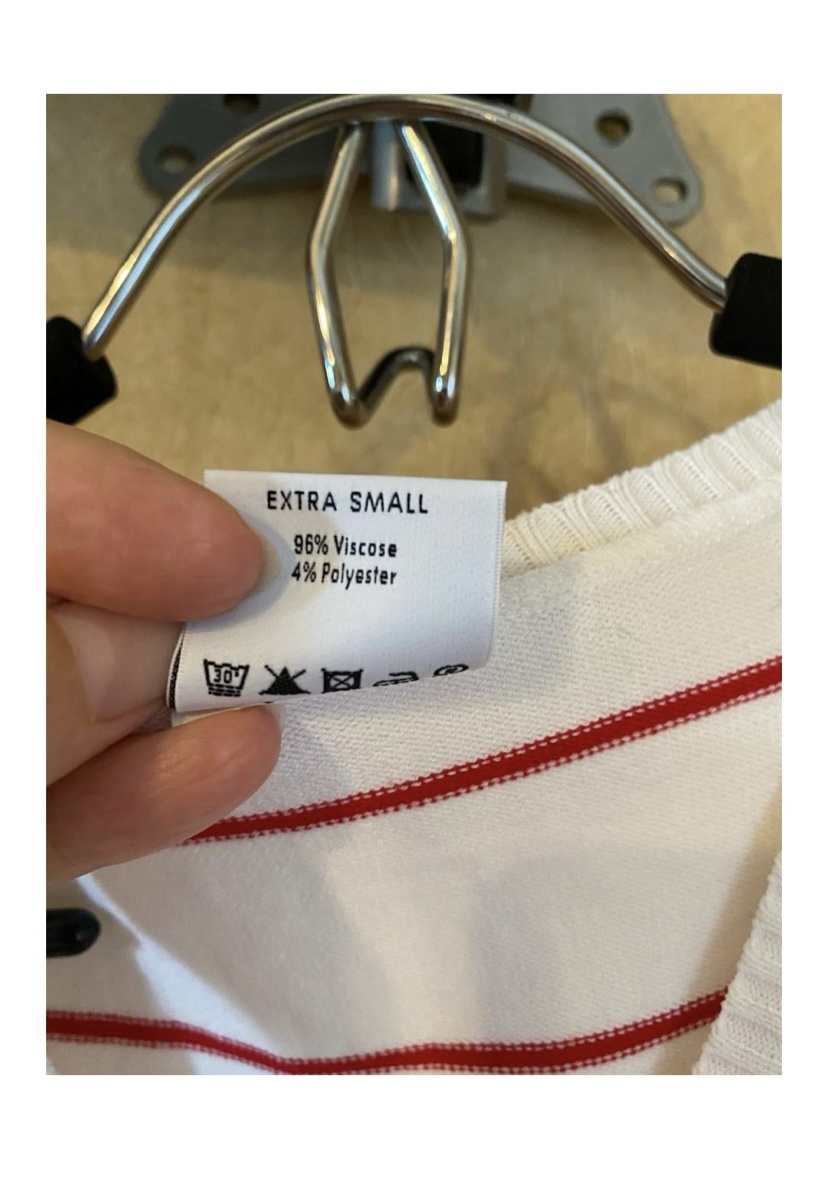 EXTRA SMALL
96% Viscose
4% Polyester
30°